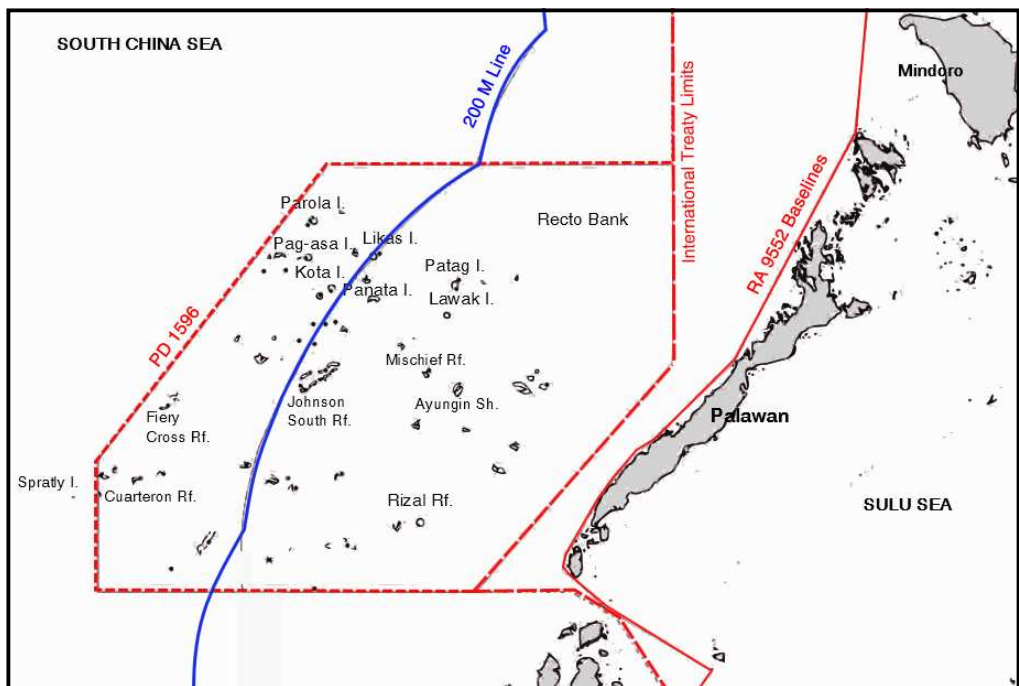 SOUTH CHINA SEA
200 M Line
International Treaty Limits
Mindoro
Parola I.
Recto Bank
Pag-asa I.
Likas I.
RA 9552 Baselines
Kota I.
Patag I.
Panata I.
Lawak I.
PD 1596
Mischief Rf.
Johnson
South Rf.
Ayungin Sh.
Palawan
Fiery
Cross Rf.
Spratly I.
Cuarteron Rf.
Rizal Rf.
SULU SEA